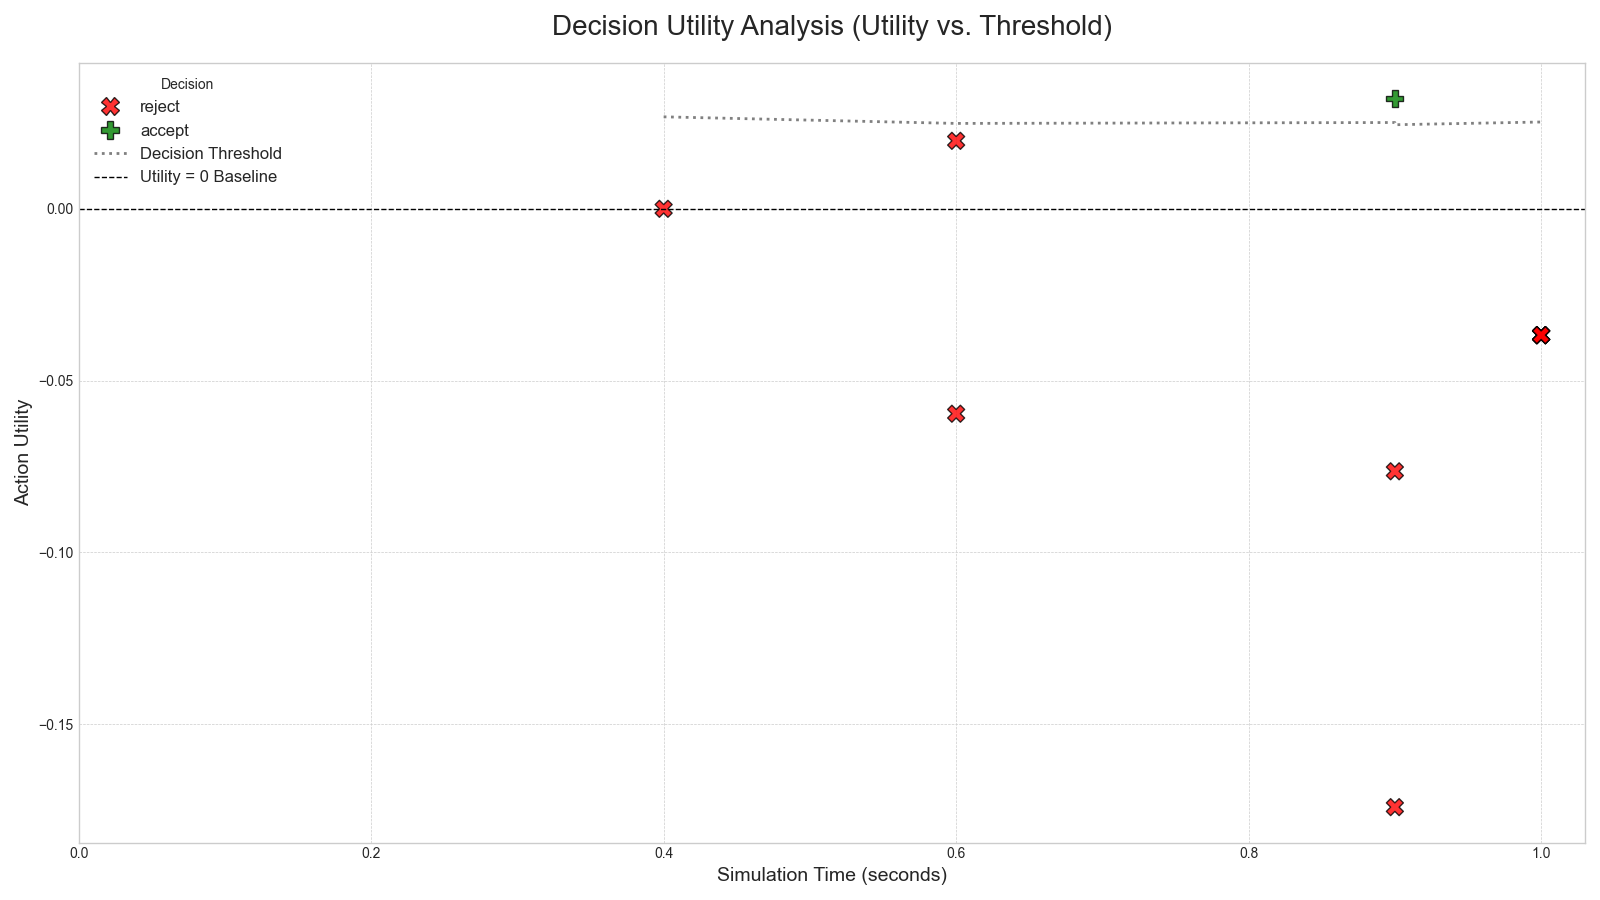 Decision Utility Analysis (Utility vs. Threshold)
Decision
reject
accept
Decision Threshold
Utility = 0 Baseline
0.00
−0.05
−0.10
−0.15
Action Utility
0.0 0.2 0.4 0.6 0.8 1.0
Simulation Time (seconds)